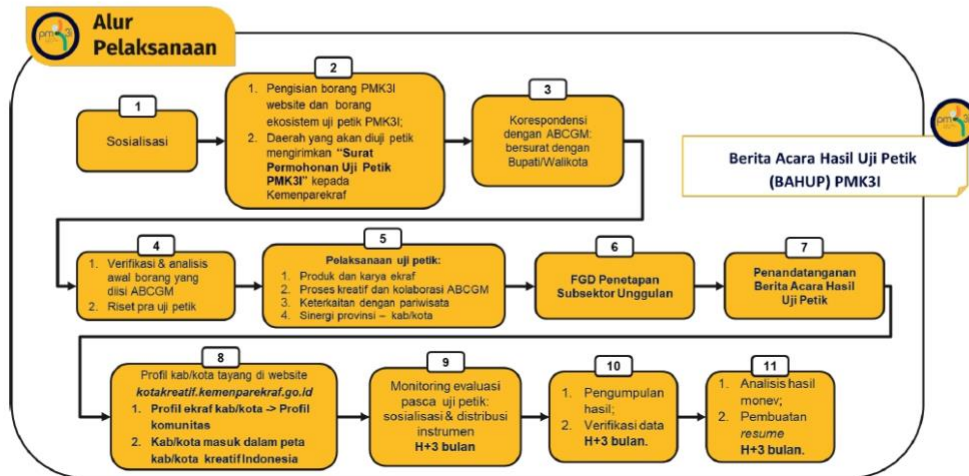 pm3i
Alur
Pelaksanaan
1
Sosialisasi
2
1. Pengisian borang PMK3I
website dan borang
ekosistem uji petik PMK3I;
2. Daerah yang akan diuji petik
mengirimkan "Surat
Permohonan Uji Petik
PMK3I" kepada
Kemenparekraf
3
Korespondensi
dengan ABCGM:
bersurat dengan
Bupati/Walikota
Berita Acara Hasil Uji Petik
(BAHUP) PMK3I
4
1. Verifikasi & analisis
awal borang yang
diisi ABCGM
2. Riset pra uji petik
5
Pelaksanaan uji petik:
1. Produk dan karya ekraf
2. Proses kreatif dan kolaborasi ABCGM
3. Keterkaitan dengan pariwisata
4. Sinergi provinsi – kab/kota
6
FGD Penetapan
Subsektor Unggulan
7
Penandatanganan
Berita Acara Hasil
Uji Petik
8
Profil kab/kota tayang di website
kotakreatif.kemenparekraf.go.id
1. Profil ekraf kab/kota -> Profil
komunitas
2. Kab/kota masuk dalam peta
kab/kota kreatif Indonesia
9
Monitoring evaluasi
pasca uji petik:
sosialisasi & distribusi
instrumen
H+3 bulan
10
1. Pengumpulan
hasil;
2. Verifikasi data
H+3 bulan.
11
1. Analisis hasil
monev;
2. Pembuatan
resume
H+3 bulan.